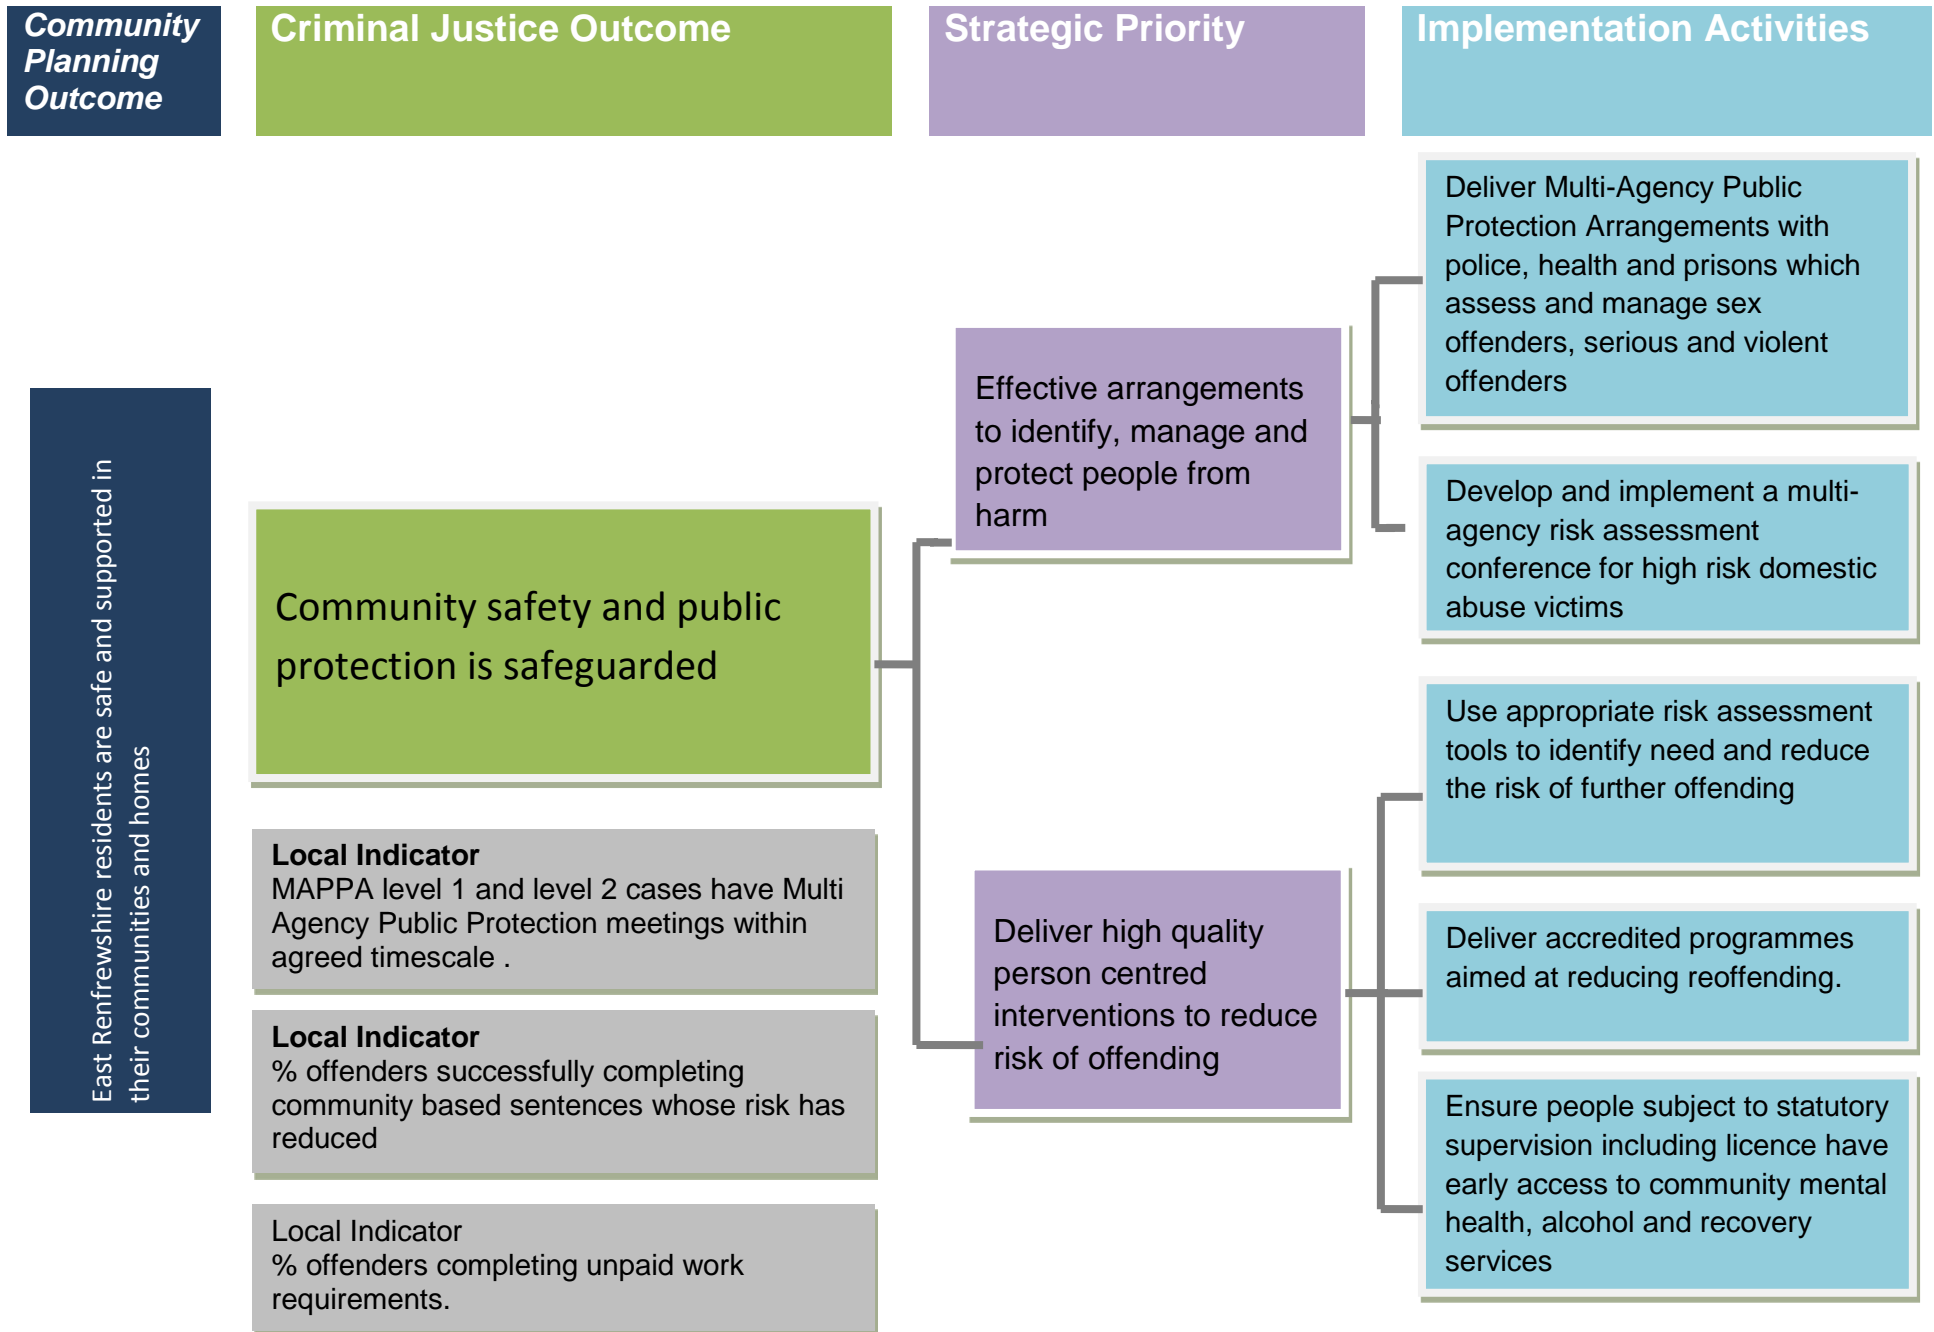 Community
Planning
Outcome
Criminal Justice Outcome
Strategic Priority
Implementation Activities
East Renfrewshire residents are safe and supported in
their communities and homes
Community safety and public
protection is safeguarded
Local Indicator
MAPPA level 1 and level 2 cases have Multi
Agency Public Protection meetings within
agreed timescale .
Local Indicator
% offenders successfully completing
community based sentences whose risk has
reduced
Local Indicator
% offenders completing unpaid work
requirements.
Effective arrangements
to identify, manage and
protect people from
harm
Deliver high quality
person centred
interventions to reduce
risk of offending
Deliver Multi-Agency Public
Protection Arrangements with
police, health and prisons which
assess and manage sex
offenders, serious and violent
offenders
Develop and implement a multi-
agency risk assessment
conference for high risk domestic
abuse victims
Use appropriate risk assessment
tools to identify need and reduce
the risk of further offending
Deliver accredited programmes
aimed at reducing reoffending.
Ensure people subject to statutory
supervision including licence have
early access to community mental
health, alcohol and recovery
services